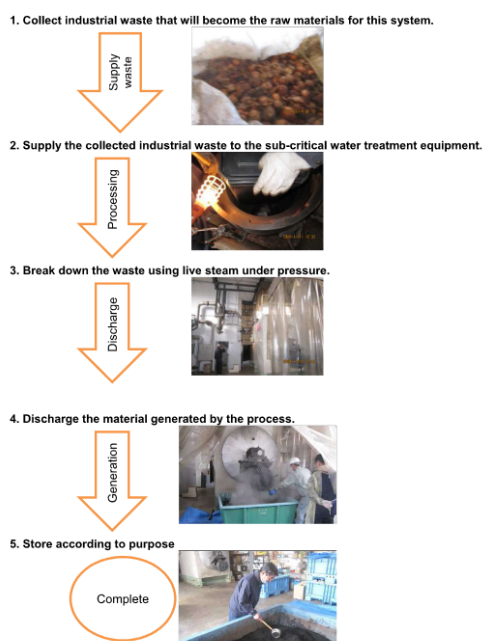 1. Collect industrial waste that will become the raw materials for this system.
Supply
waste
2. Supply the collected industrial waste to the sub-critical water treatment equipment.
Processing
3. Break down the waste using live steam under pressure.
Discharge
4. Discharge the material generated by the process.
Generation
5. Store according to purpose
Complete